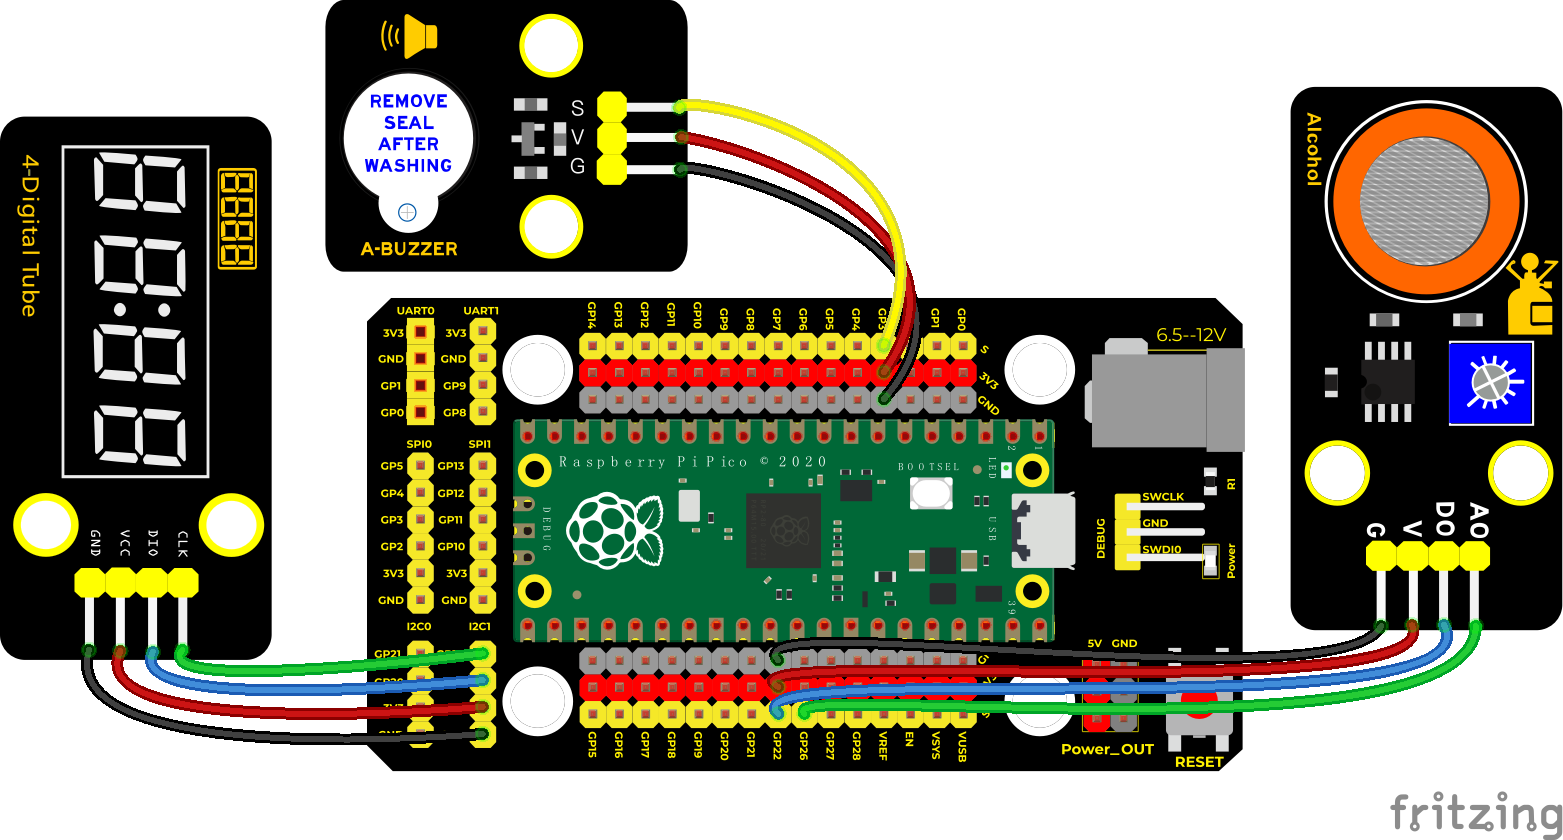 REMOVE
SEAL
AFTER
WASHING
A-BUZZER
S
V
G
4-Digital Tube
GND
VCC
DIO
CLK
Alcohol
G
V
DO
AO
UART0
3V3
GND
GP1
GP0
UART1
3V3
GND
GP9
GP8
SPI0
GP5
GP4
GP3
GP2
3V3
GND
SPI1
GP13
GP12
GP11
GP10
3V3
GND
I2C0
GP21
I2C1
GP14
GP13
GP12
GP11
GP10
GP9
GP8
GP7
GP6
GP5
GP4
GP1
GP0
S
3V3
GND
6.5--12V
Raspberry Pi Pico © 2020
BOOTSEL
LED
2
1
DEBUG
USB
39
DEBUG
SWCLK
GND
SWDI0
R1
Power
5V GND
Power_OUT
RESET
GP15
GP16
GP17
GP18
GP19
GP20
GP21
GP22
GP26
GP27
GP28
VREF
EN
VSYS
VUSB
fritzing